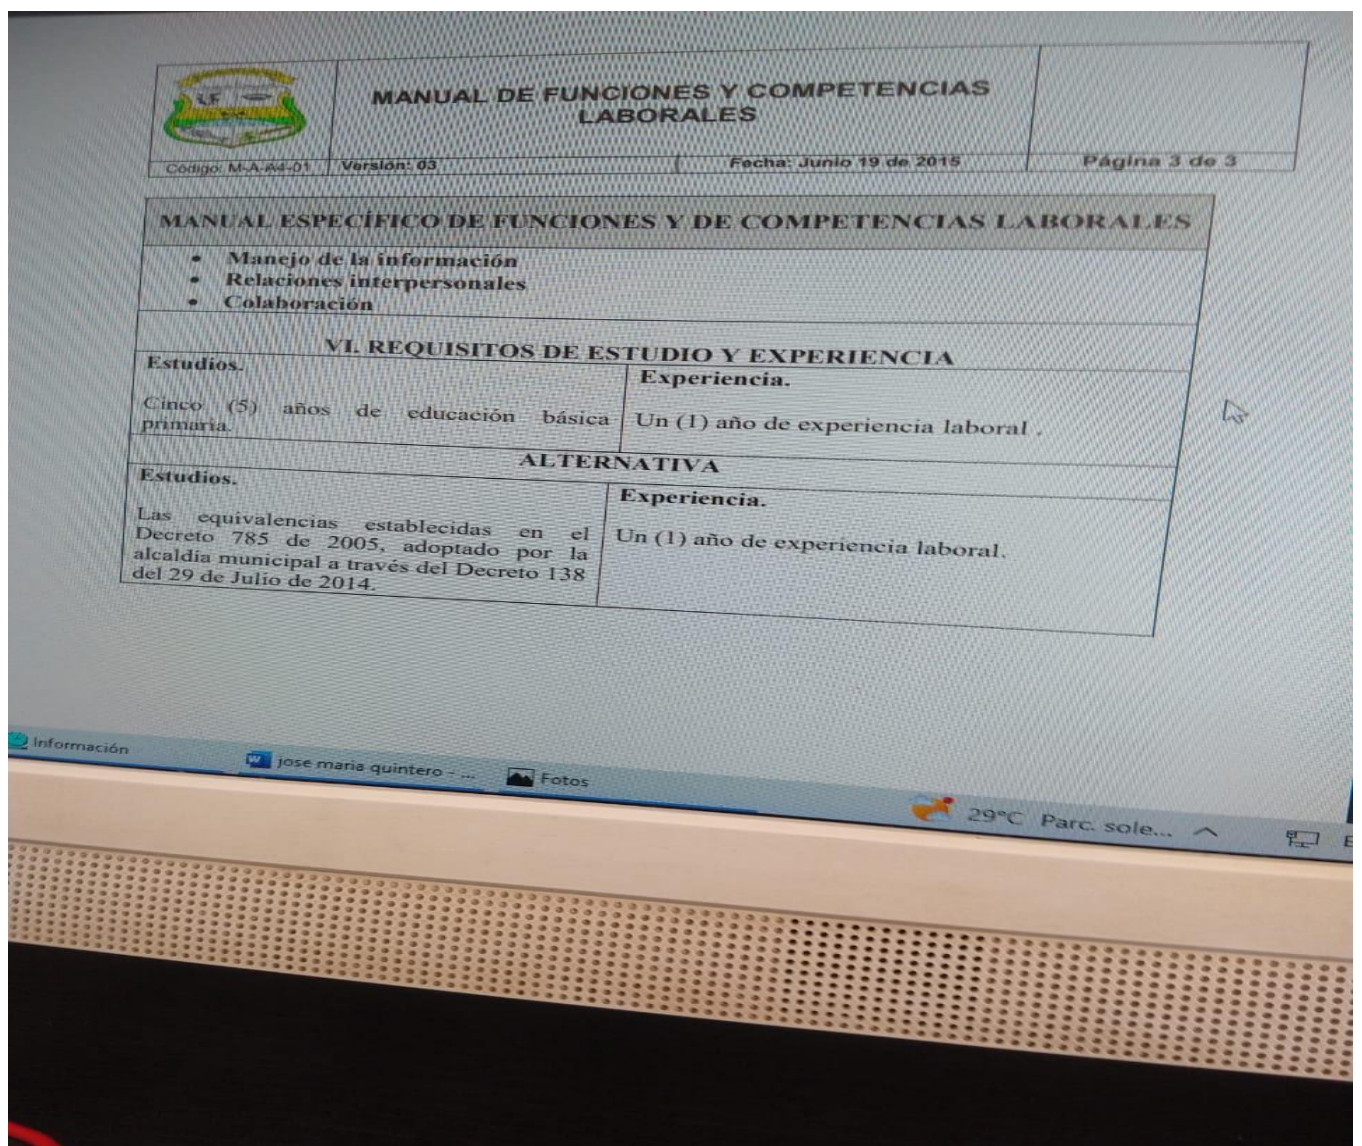 MANUAL DE FUNCIONES Y COMPETENCIAS
LABORALES
Código: M-A-A4-01 Versión: 03 Fecha: Junio 19 de 2015 Página 3 de 3
MANUAL ESPECÍFICO DE FUNCIONES Y DE COMPETENCIAS LABORALES
• Manejo de la información
• Relaciones interpersonales
• Colaboración
VI. REQUISITOS DE ESTUDIO Y EXPERIENCIA
Estudios.
Cinco (5) años de educación básica
primaria.
Experiencia.
Un (1) año de experiencia laboral .
ALTERNATIVA
Estudios.
Las equivalencias establecidas en el
Decreto 785 de 2005, adoptado por la
alcaldía municipal a través del Decreto 138
del 29 de Julio de 2014.
Experiencia.
Un (1) año de experiencia laboral.
Información
jose maria quintero - ...
Fotos
29°C Parc. sole...